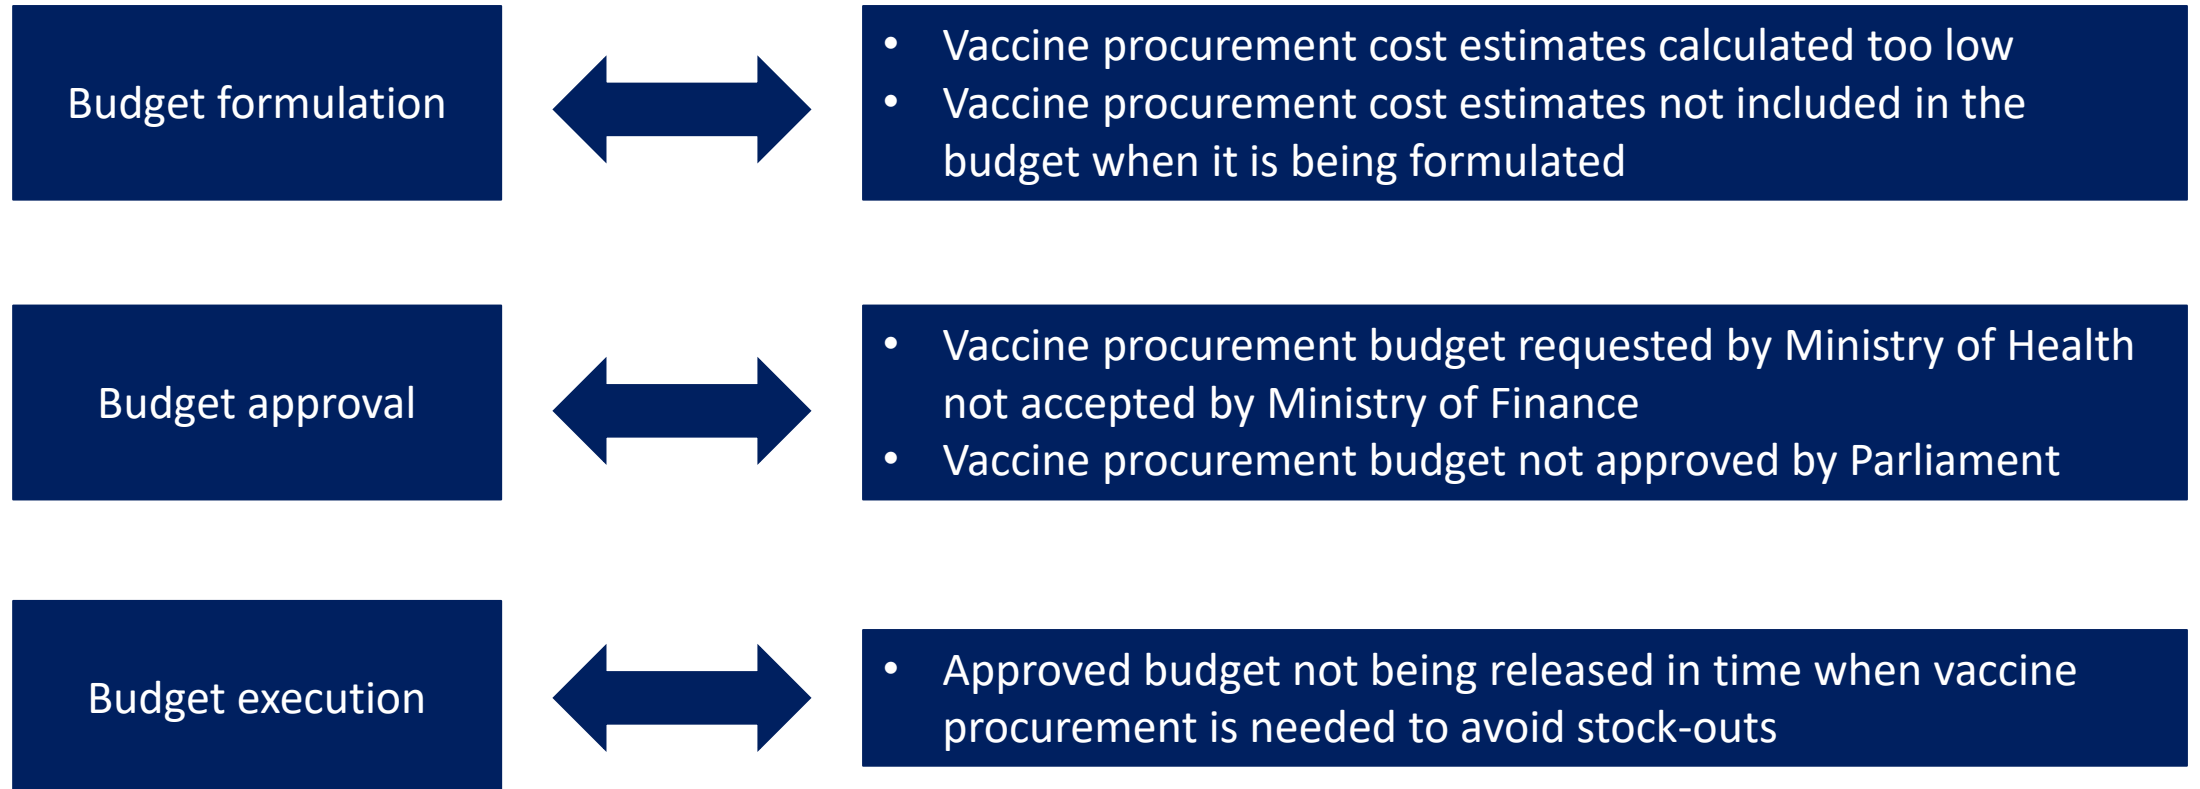 Budget formulation
• Vaccine procurement cost estimates calculated too low
• Vaccine procurement cost estimates not included in the
budget when it is being formulated
Budget approval
• Vaccine procurement budget requested by Ministry of Health
not accepted by Ministry of Finance
• Vaccine procurement budget not approved by Parliament
Budget execution
• Approved budget not being released in time when vaccine
procurement is needed to avoid stock-outs